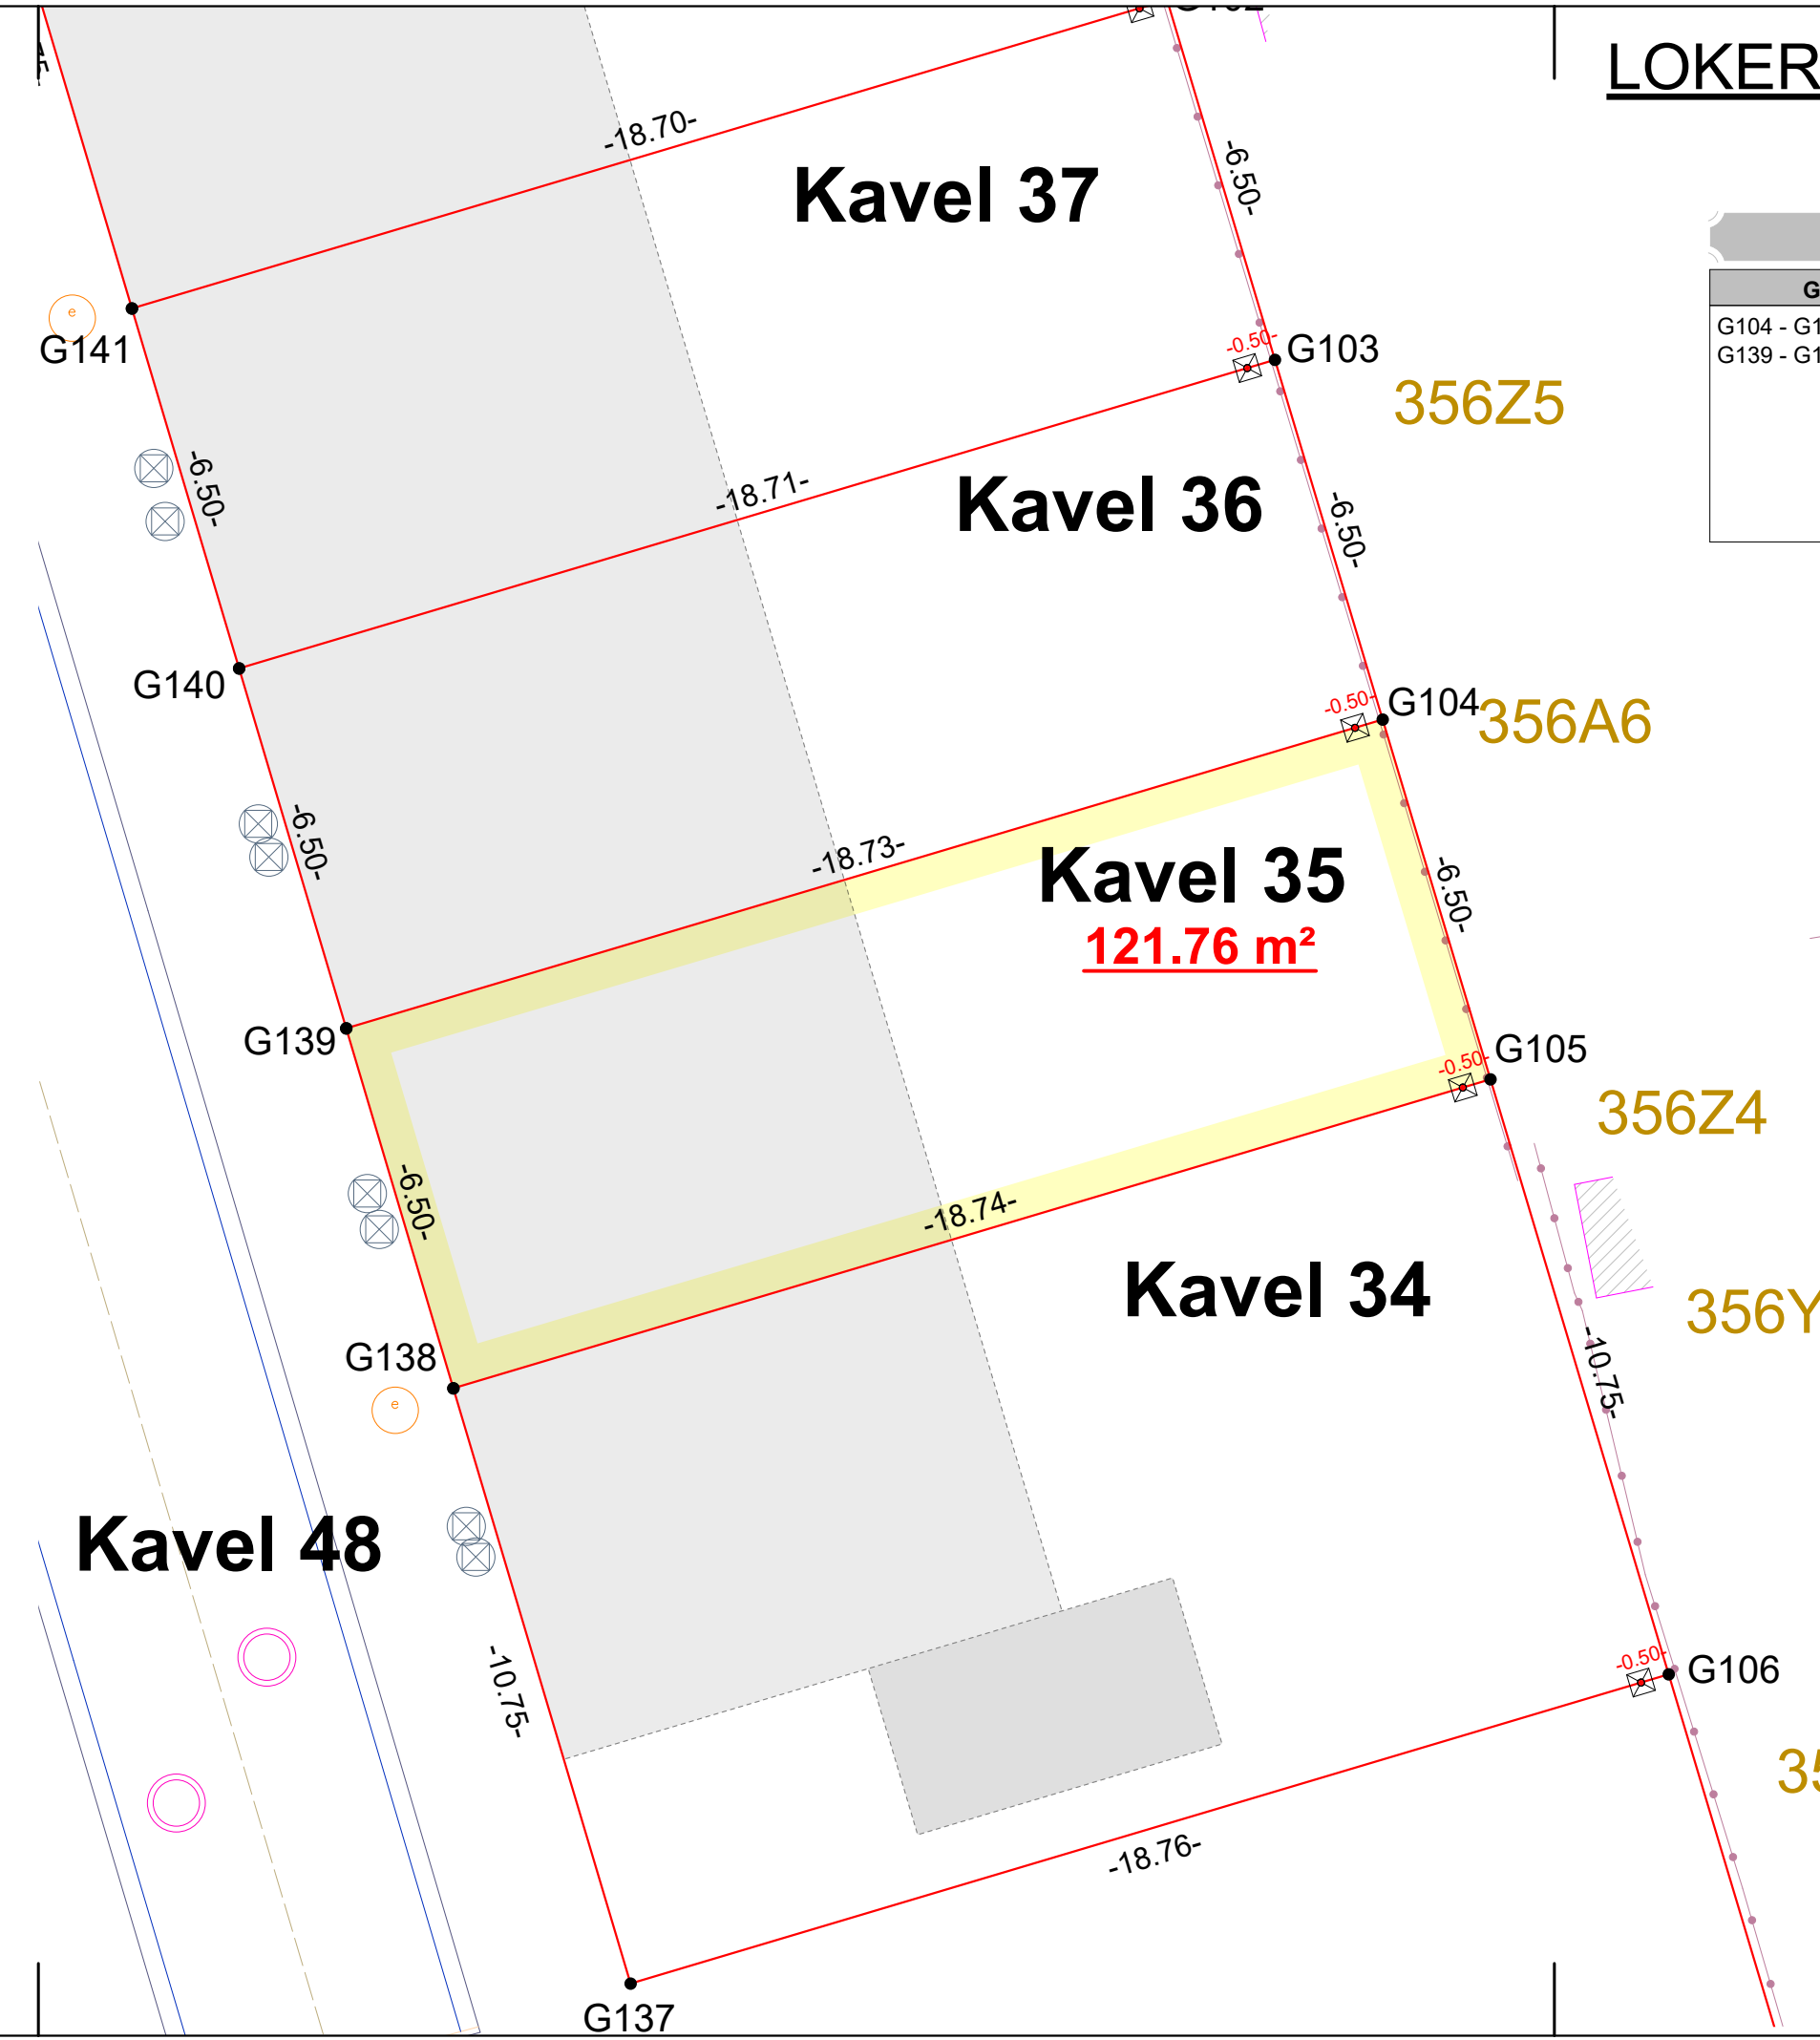 LOKER
-18.70-
Kavel 37
-6.50-
G
G104 - G1
G139 - G1
e
G141
-0.50-
G103
356Z5
-6.50-
-18.71-
Kavel 36
-6.50-
G140
-0.50-
G104
356A6
-6.50-
-18.73-
Kavel 35
121.76 m²
-6.50-
G139
-0.50-
G105
356Z4
-6.50-
-18.74-
Kavel 34
356Y
G138
e
-10.75-
Kavel 48
-10.75-
-0.50-
G106
35
-18.76-
G137